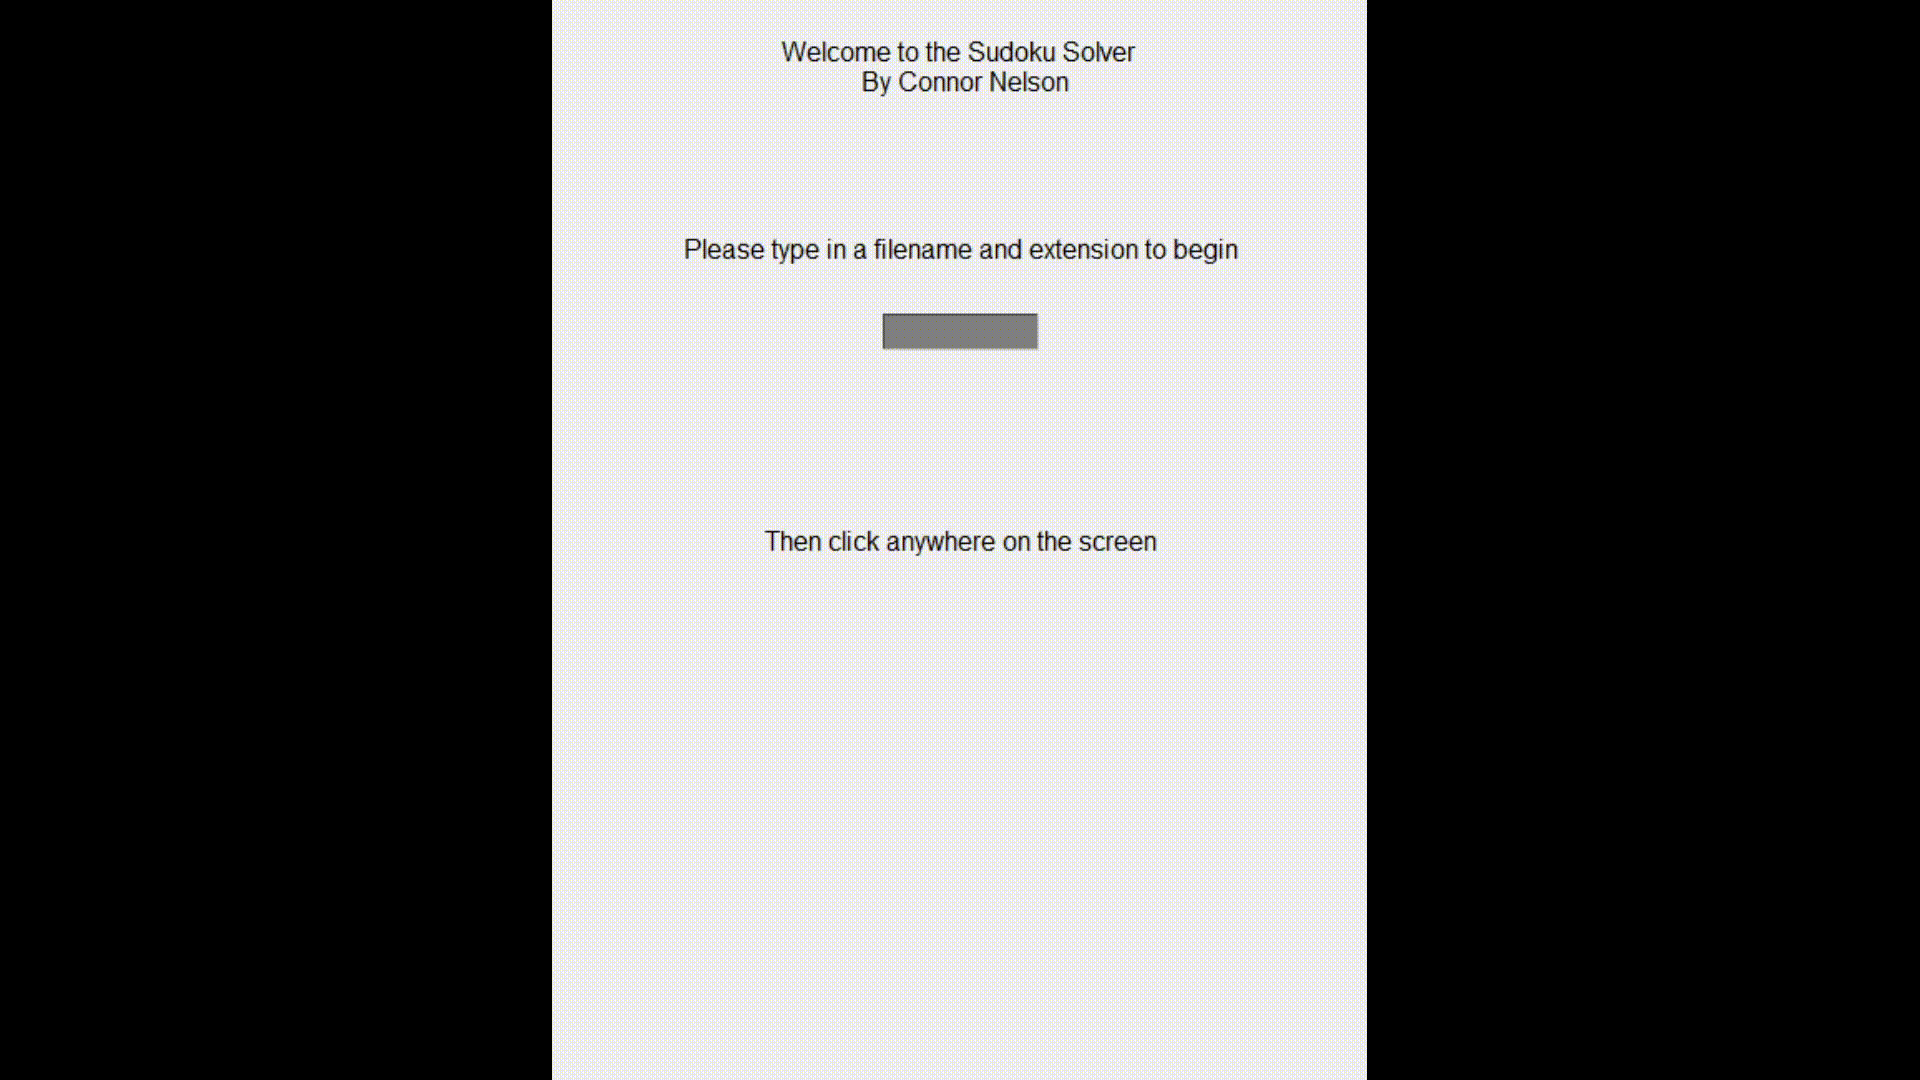 Welcome to the Sudoku Solver
By Connor Nelson
Please type in a filename and extension to begin
Then click anywhere on the screen